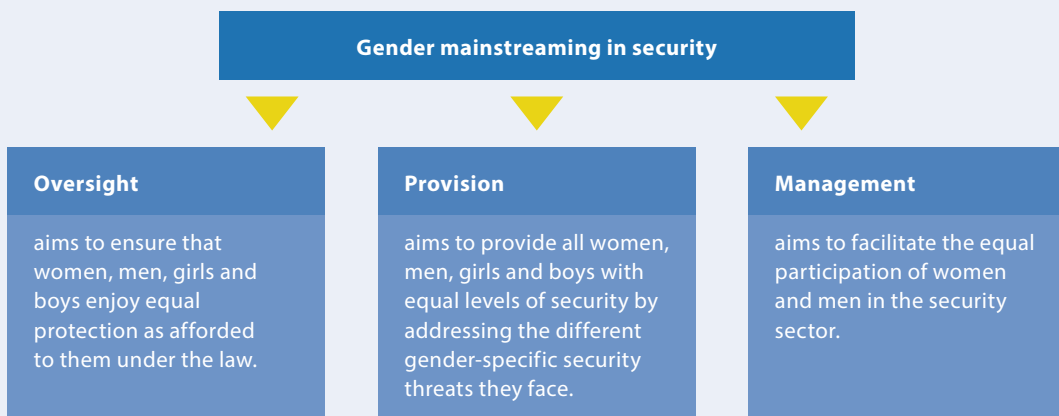 Gender mainstreaming in security
Oversight
aims to ensure that
women, men, girls and
boys enjoy equal
protection as afforded
to them under the law.
Provision
aims to provide all women,
men, girls and boys with
equal levels of security by
addressing the different
gender-specific security
threats they face.
Management
aims to facilitate the equal
participation of women
and men in the security
sector.